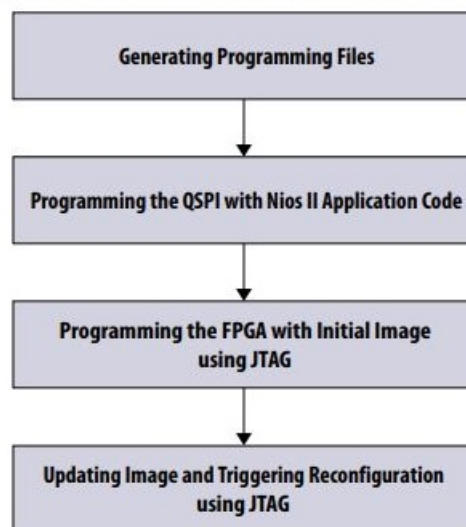 Generating Programming Files
Programming the QSPI with Nios II Application Code
Programming the FPGA with Initial Image
using JTAG
Updating Image and Triggering Reconfiguration
using JTAG